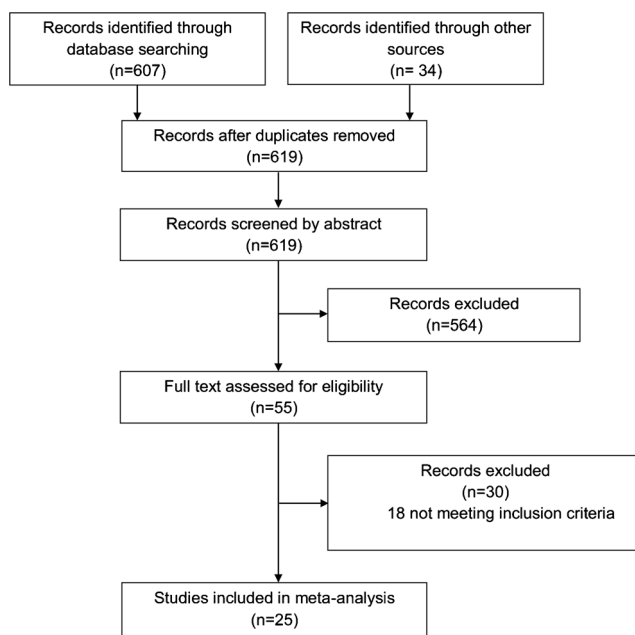 Records identified through
database searching
(n=607)
Records identified through other
sources
(n= 34)
Records after duplicates removed
(n=619)
Records screened by abstract
(n=619)
Records excluded
(n=564)
Full text assessed for eligibility
(n=55)
Records excluded
(n=30)
18 not meeting inclusion criteria
Studies included in meta-analysis
(n=25)